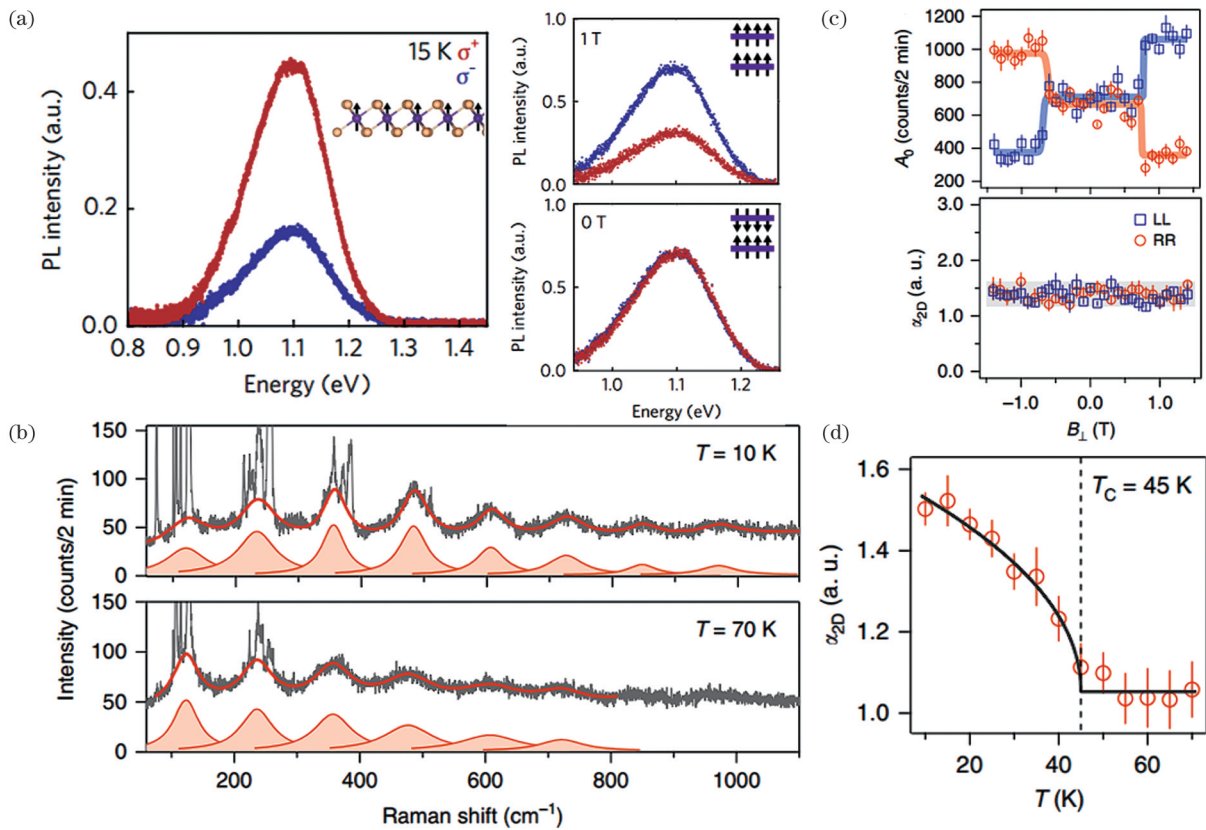 (a)
15 K σ+
σ−
0.4
0.2
0.0
PL intensity (a.u.)
0.8 0.9 1.0 1.1 1.2 1.3 1.4
Energy (eV)
1 T
1.0
0.5
0.0
PL intensity (a.u.)
0 T
1.0
0.5
0.0
PL intensity (a.u.)
1.0 1.1 1.2
Energy (eV)
(c)
1200
1000
800
600
400
200
A0 (counts/2 min)
3.0
2.5
2.0
1.5
1.0
0.5
α2D (a. u.)
LL
RR
−1.0 0.0 1.0
B⊥ (T)
(b)
150
100
50
0
T = 10 K
150
100
50
0
T = 70 K
Intensity (counts/2 min)
200 400 600 800 1000
Raman shift (cm−1)
(d)
1.6
1.4
1.2
1.0
α2D (a. u.)
TC = 45 K
20 40 60
T (K)